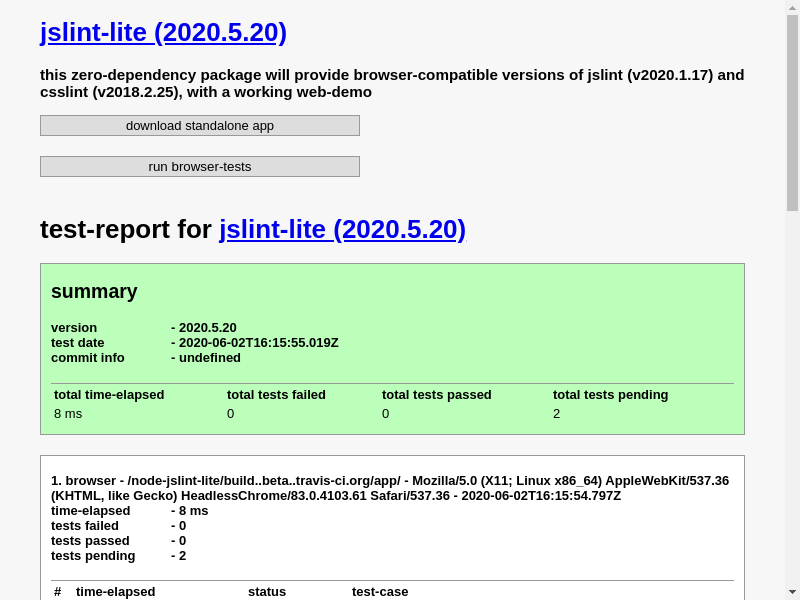 jslint-lite (2020.5.20)
this zero-dependency package will provide browser-compatible versions of jslint (v2020.1.17) and
csslint (v2018.2.25), with a working web-demo
download standalone app
run browser-tests
test-report for jslint-lite (2020.5.20)
summary
version - 2020.5.20
test date - 2020-06-02T16:15:55.019Z
commit info - undefined
total time-elapsed total tests failed total tests passed total tests pending
8 ms 0 0 2
1. browser - /node-jslint-lite/build..beta..travis-ci.org/app/ - Mozilla/5.0 (X11; Linux x86_64) AppleWebKit/537.36
(KHTML, like Gecko) HeadlessChrome/83.0.4103.61 Safari/537.36 - 2020-06-02T16:15:54.797Z
time-elapsed - 8 ms
tests failed - 0
tests passed - 0
tests pending - 2
# time-elapsed status test-case